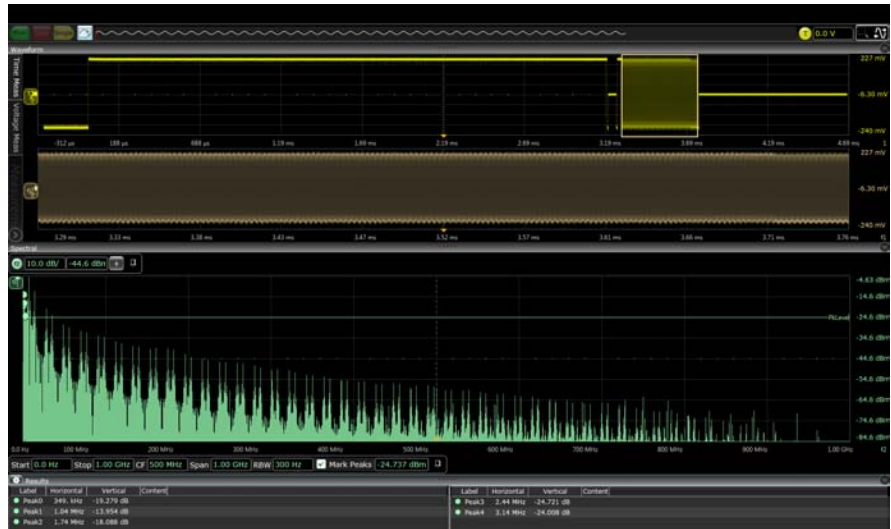 T 0.0 V
Waveform
Time Meas
Voltage Meas
227 mV
-6.30 mV
-240 mV
-312 µs 188 µs 688 µs 1.19 ms 1.69 ms 2.19 ms 2.69 ms 3.19 ms 3.69 ms 4.19 ms 4.69 ms
227 mV
-6.30 mV
-240 mV
3.29 ms 3.33 ms 3.38 ms 3.43 ms 3.47 ms 3.52 ms 3.57 ms 3.61 ms 3.66 ms 3.71 ms 3.76 ms
Spectral
10.0 dB/ -44.6 dBm
-4.63 dBm
-14.6 dBm
PkLevel -24.6 dBm
-34.6 dBm
-44.6 dBm
-54.6 dBm
-64.6 dBm
-74.6 dBm
-84.6 dBm
0.0 Hz 100 MHz 200 MHz 300 MHz 400 MHz 500 MHz 600 MHz 700 MHz 800 MHz 900 MHz 1.00 GHz
Start 0.0 Hz Stop 1.00 GHz CF 500 MHz Span 1.00 GHz RBW 300 Hz Mark Peaks -24.737 dBm
Results
Label Horizontal Vertical Content
Peak0 349. kHz -19.279 dB
Peak1 1.04 MHz -13.954 dB
Peak2 1.74 MHz -18.088 dB
Label Horizontal Vertical Content
Peak3 2.44 MHz -24.721 dB
Peak4 3.14 MHz -24.008 dB